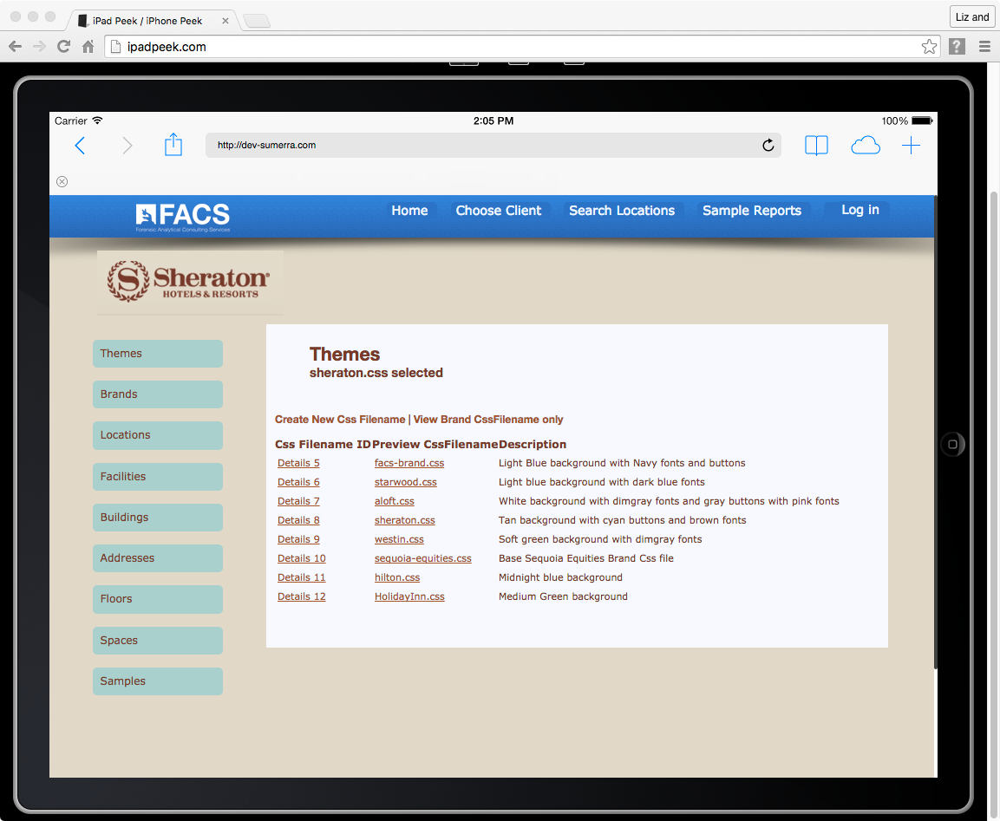 iPad Peek / iPhone Peek
Liz and
ipadpeek.com
Carrier 2:05 PM 100%
http://dev-sumerra.com
FACS
Forensic Analytical Consulting Services
Home Choose Client Search Locations Sample Reports Log in
S Sheraton®
HOTELS & RESORTS
Themes
Brands
Locations
Facilities
Buildings
Addresses
Floors
Spaces
Samples
Themes
sheraton.css selected
Create New Css Filename | View Brand CssFilename only
Css Filename ID Preview CssFilename Description
Details 5 facs-brand.css Light Blue background with Navy fonts and buttons
Details 6 starwood.css Light blue background with dark blue fonts
Details 7 aloft.css White background with dimgray fonts and gray buttons with pink fonts
Details 8 sheraton.css Tan background with cyan buttons and brown fonts
Details 9 westin.css Soft green background with dimgray fonts
Details 10 sequoia-equities.css Base Sequoia Equities Brand Css file
Details 11 hilton.css Midnight blue background
Details 12 HolidayInn.css Medium Green background